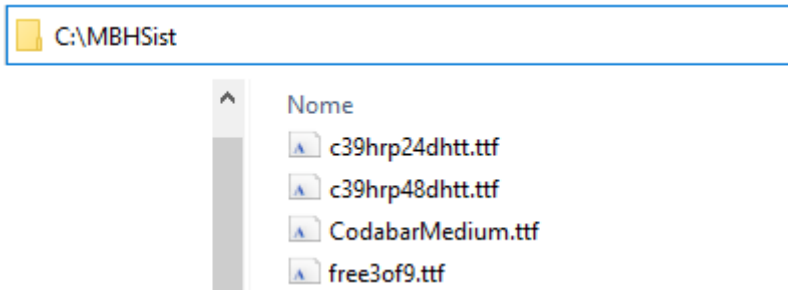 C:\MBHSist
Nome
c39hrp24dhtt.ttf
c39hrp48dhtt.ttf
CodabarMedium.ttf
free3of9.ttf